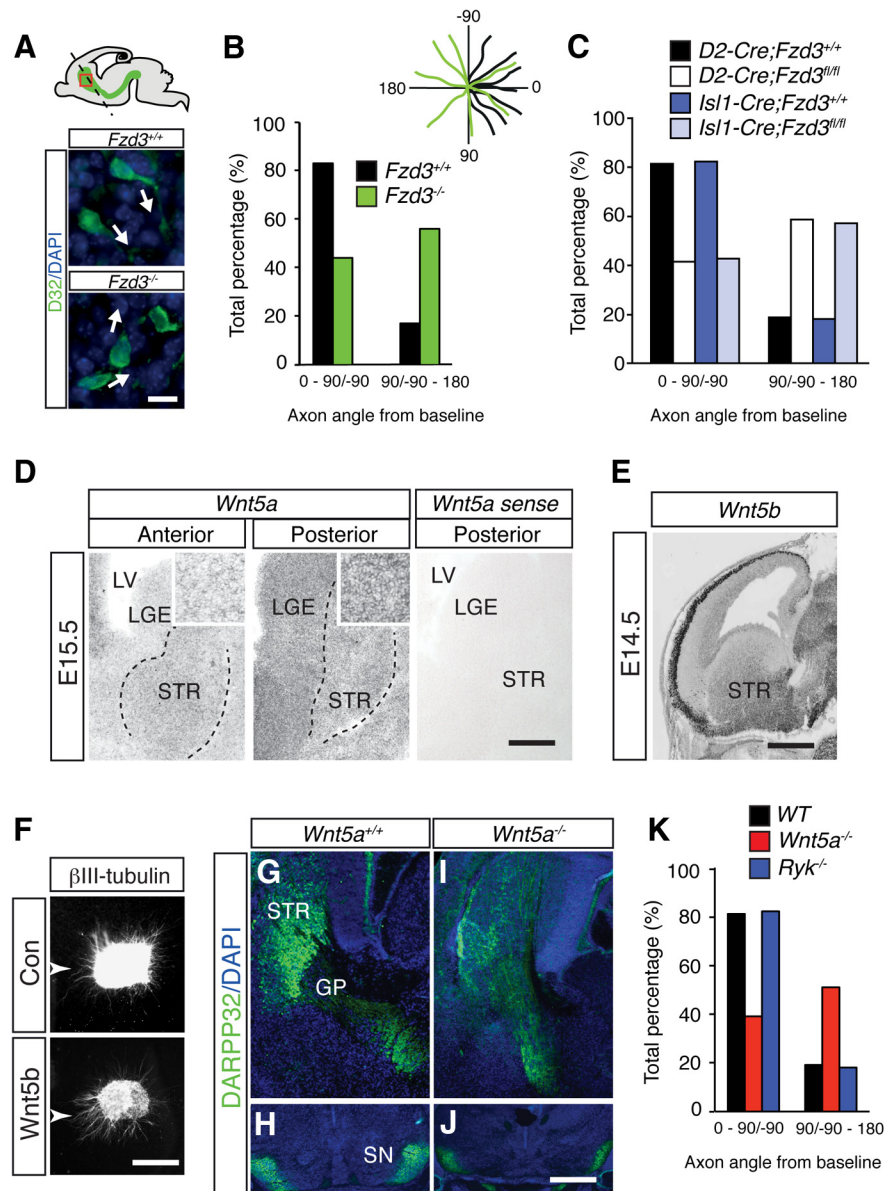 A
Fzd3+/+
D32/DAPI
Fzd3-/-
B
-90
180
0
90
Fzd3+/+
Fzd3-/-
Total percentage (%)
100
80
60
40
20
0
0 - 90/-90
90/-90 - 180
Axon angle from baseline
C
D2-Cre;Fzd3+/+
D2-Cre;Fzd3fl/fl
Isl1-Cre;Fzd3+/+
Isl1-Cre;Fzd3fl/fl
Total percentage (%)
100
80
60
40
20
0
0 - 90/-90
90/-90 - 180
Axon angle from baseline
D
Wnt5a
Wnt5a sense
Anterior
Posterior
Posterior
E15.5
LV
LGE
STR
LGE
STR
LV
LGE
STR
E
Wnt5b
E14.5
STR
F
βIII-tubulin
Con
Wnt5b
Wnt5a+/+
Wnt5a-/-
DARPP32/DAPI
G
STR
GP
I
H
SN
J
K
WT
Wnt5a-/-
Ryk-/-
Total percentage (%)
100
80
60
40
20
0
0 - 90/-90
90/-90 - 180
Axon angle from baseline